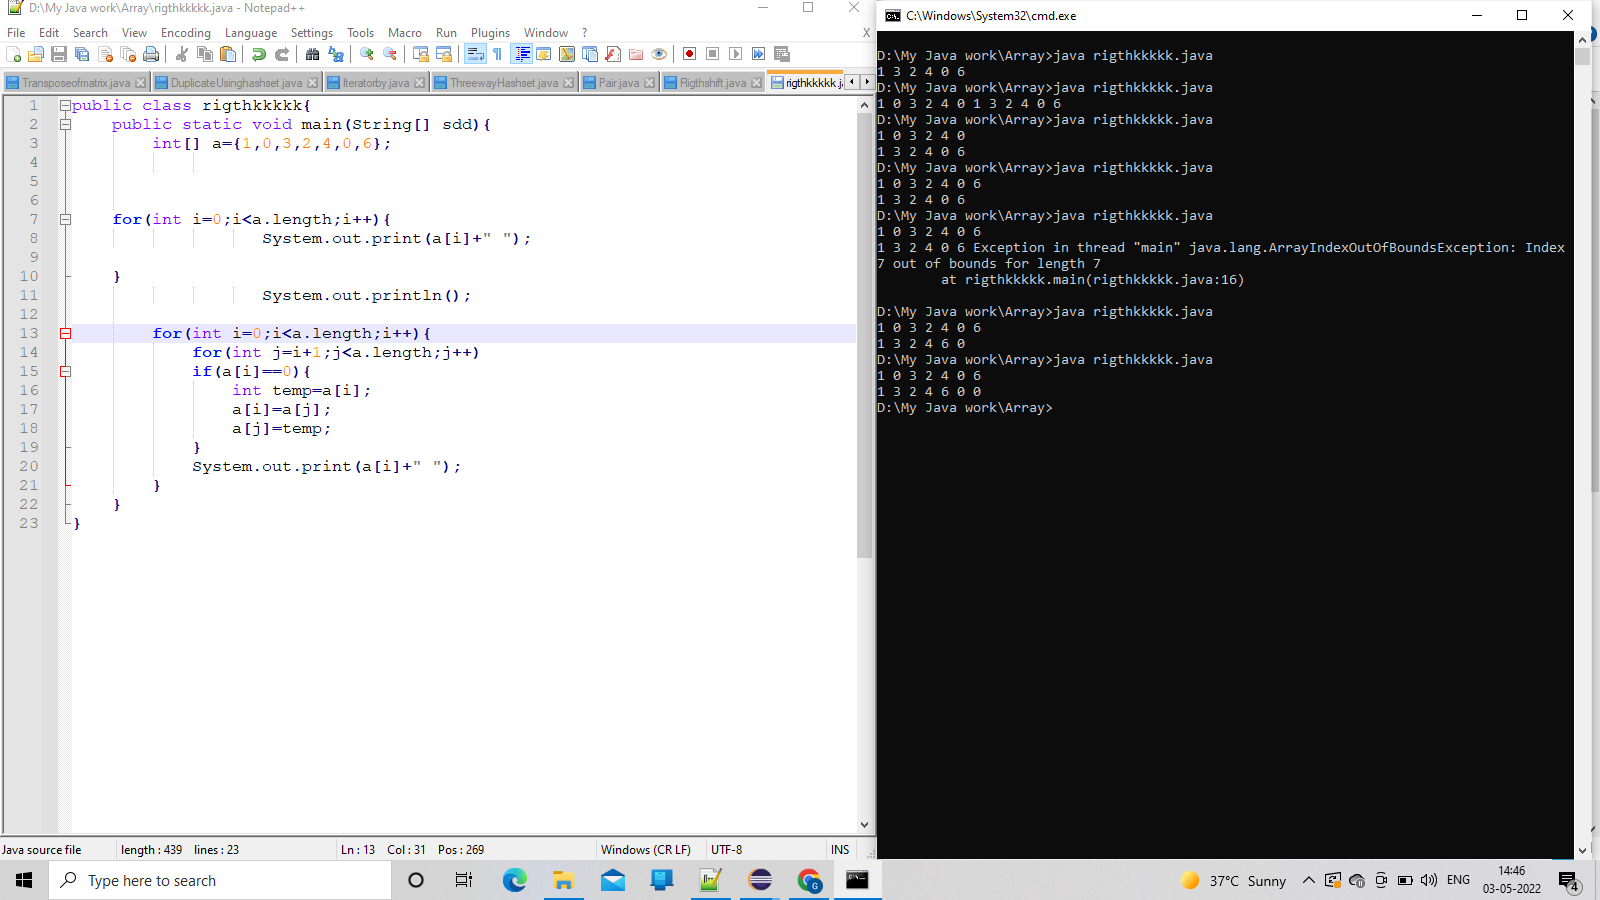 D:\My Java work\Array\rigthkkkkk.java - Notepad++
File Edit Search View Encoding Language Settings Tools Macro Run Plugins Window ? X
Transposeofmatrix.java DuplicateUsinghashset.java Iteratorby.java ThreewayHashset.java Pair.java Rigthshift.java rigthkkkkk.j
1 public class rigthkkkkk{
2 public static void main(String[] sdd){
3 int[] a={1,0,3,2,4,0,6};
4
5
6
7 for(int i=0;i<a.length;i++){
8 System.out.print(a[i]+" ");
9
10 }
11 System.out.println();
12
13 for(int i=0;i<a.length;i++){
14 for(int j=i+1;j<a.length;j++)
15 if(a[i]==0){
16 int temp=a[i];
17 a[i]=a[j];
18 a[j]=temp;
19 }
20 System.out.print(a[i]+" ");
21 }
22 }
23 }
Java source file length : 439 lines : 23 Ln : 13 Col : 31 Pos : 269 Windows (CR LF) UTF-8 INS
C:\Windows\System32\cmd.exe
D:\My Java work\Array>java rigthkkkkk.java
1 3 2 4 0 6
D:\My Java work\Array>java rigthkkkkk.java
1 0 3 2 4 0 1 3 2 4 0 6
D:\My Java work\Array>java rigthkkkkk.java
1 0 3 2 4 0
1 3 2 4 0 6
D:\My Java work\Array>java rigthkkkkk.java
1 0 3 2 4 0 6
1 3 2 4 0 6
D:\My Java work\Array>java rigthkkkkk.java
1 0 3 2 4 0 6
1 3 2 4 0 6 Exception in thread "main" java.lang.ArrayIndexOutOfBoundsException: Index
7 out of bounds for length 7
at rigthkkkkk.main(rigthkkkkk.java:16)
D:\My Java work\Array>java rigthkkkkk.java
1 0 3 2 4 0 6
1 3 2 4 6 0
D:\My Java work\Array>java rigthkkkkk.java
1 0 3 2 4 0 6
1 3 2 4 6 0 0
D:\My Java work\Array>
Type here to search
37°C Sunny
ENG
14:46
03-05-2022
4